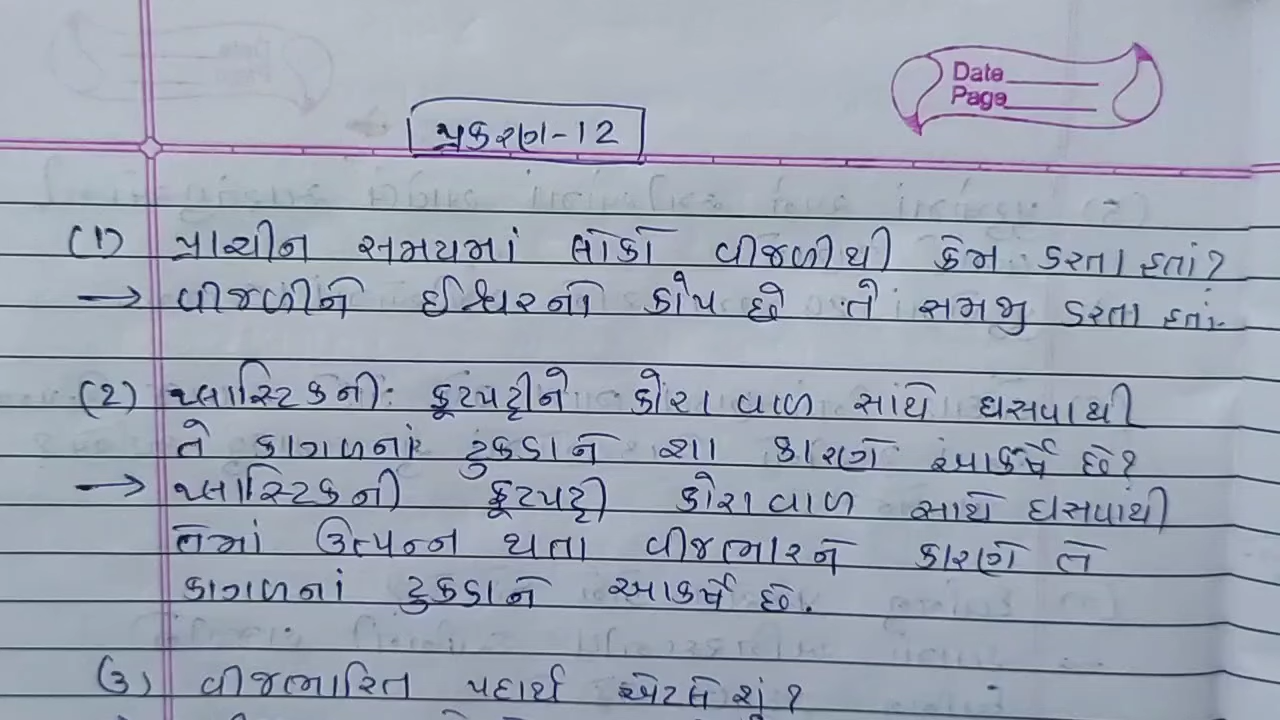 Date
Page
પ્રકરણ-12
(1) પ્રાચીન સમયમાં લોકો વીજળીથી કેમ ડરતા હતાં?
→ વીજળીને ઈશ્વરનો કોપ છે તે સમજી ડરતા હતાં.
(2) પ્લાસ્ટિકની ફૂટપટ્ટીને કોરા વાળ સાથે ઘસવાથી
તે કાગળનાં ટુકડાને શા કારણે આકર્ષે છે?
→ પ્લાસ્ટિકની ફૂટપટ્ટી કોરા વાળ સાથે ઘસવાથી
તેમાં ઉત્પન્ન થતા વીજભારને કારણે તે
કાગળનાં ટુકડાને આકર્ષે છે.
(3) વીજભારિત પદાર્થ એટલે શું?